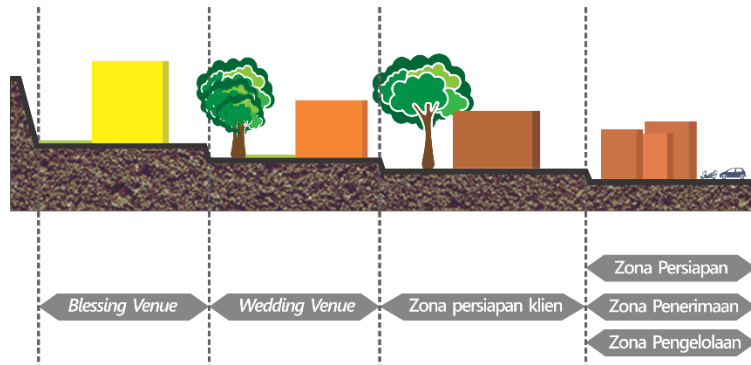 Blessing Venue
Wedding Venue
Zona persiapan klien
Zona Persiapan
Zona Penerimaan
Zona Pengelolaan